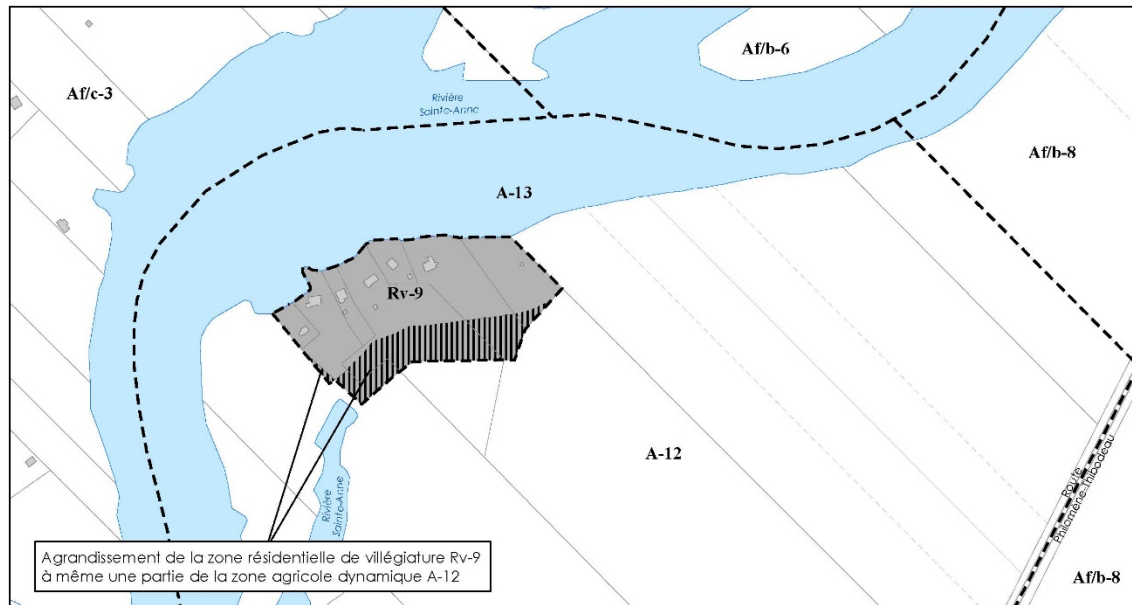 Af/c-3
Rivière
Sainte-Anne
Af/b-6
Af/b-8
A-13
Rv-9
A-12
Rivière
Sainte-Anne
Route
Philomène-Thibodeau
Agrandissement de la zone résidentielle de villégiature Rv-9
à même une partie de la zone agricole dynamique A-12
Af/b-8